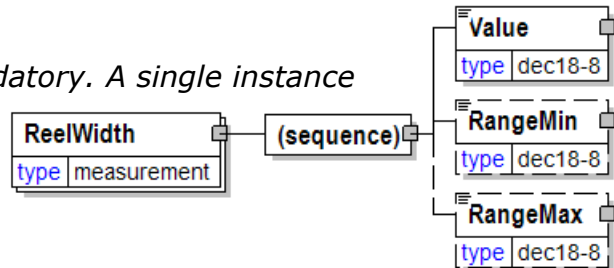 Value
type dec18-8
datory. A single instance
ReelWidth
type measurement
(sequence)
RangeMin
type dec18-8
RangeMax
type dec18-8